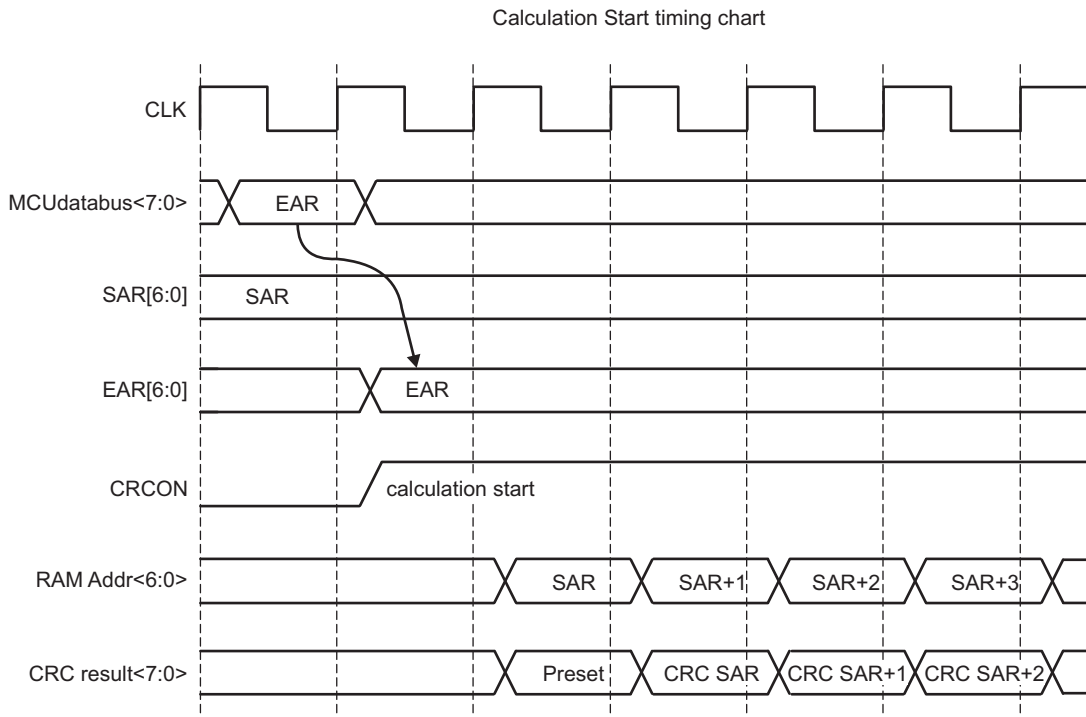 Calculation Start timing chart
CLK
MCUdatabus<7:0> EAR
SAR[6:0] SAR
EAR[6:0] EAR
CRCON calculation start
RAM Addr<6:0> SAR SAR+1 SAR+2 SAR+3
CRC result<7:0> Preset CRC SAR CRC SAR+1 CRC SAR+2